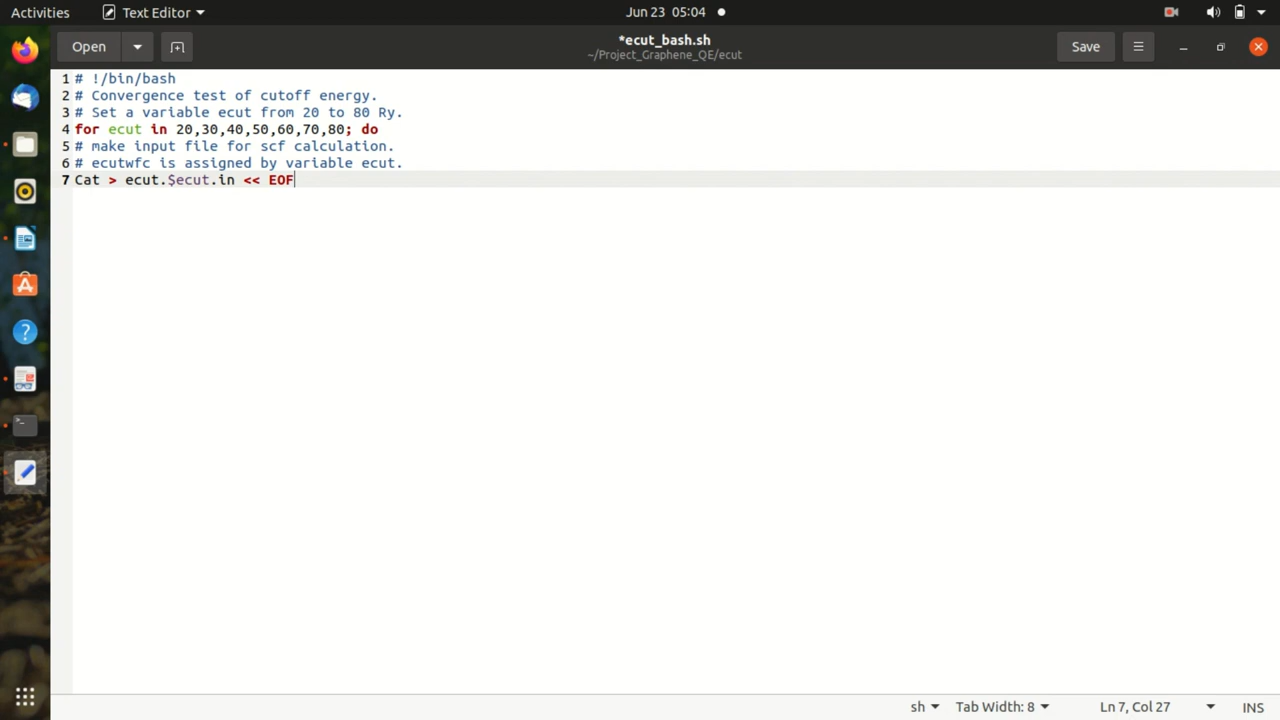 Activities Text Editor Jun 23 05:04
Open *ecut_bash.sh Save
~/Project_Graphene_QE/ecut
1 # !/bin/bash
2 # Convergence test of cutoff energy.
3 # Set a variable ecut from 20 to 80 Ry.
4 for ecut in 20,30,40,50,60,70,80; do
5 # make input file for scf calculation.
6 # ecutwfc is assigned by variable ecut.
7 Cat > ecut.$ecut.in << EOF
sh Tab Width: 8 Ln 7, Col 27 INS